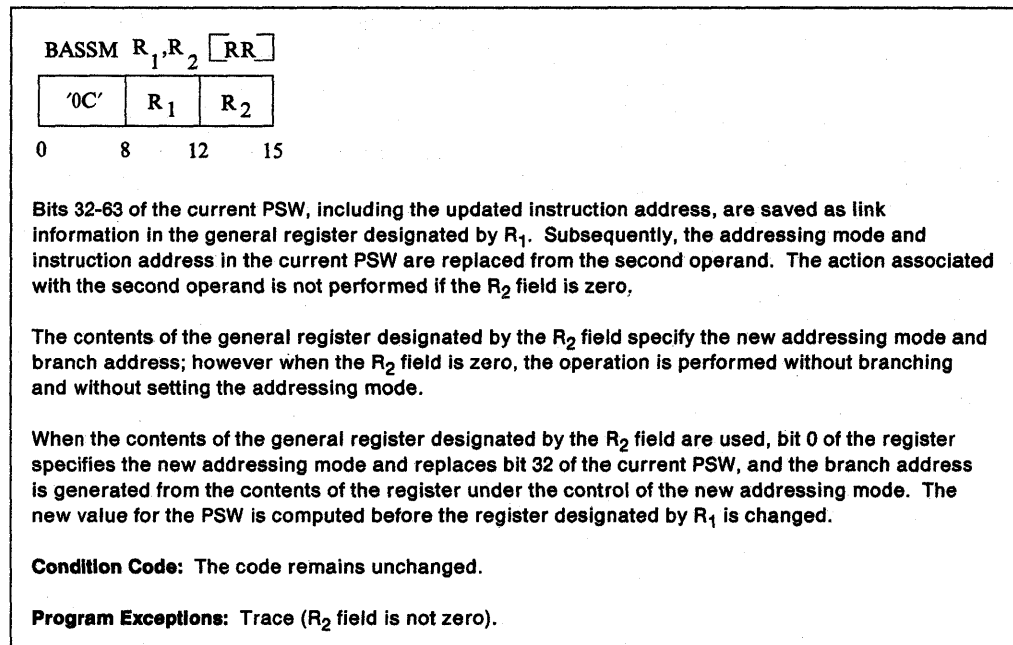 BASSM R1,R2 [RR]
'0C' R1 R2
0 8 12 15
Bits 32-63 of the current PSW, including the updated instruction address, are saved as link
information in the general register designated by R1. Subsequently, the addressing mode and
instruction address in the current PSW are replaced from the second operand. The action associated
with the second operand is not performed if the R2 field is zero.
The contents of the general register designated by the R2 field specify the new addressing mode and
branch address; however when the R2 field is zero, the operation is performed without branching
and without setting the addressing mode.
When the contents of the general register designated by the R2 field are used, bit 0 of the register
specifies the new addressing mode and replaces bit 32 of the current PSW, and the branch address
is generated from the contents of the register under the control of the new addressing mode. The
new value for the PSW is computed before the register designated by R1 is changed.
Condition Code: The code remains unchanged.
Program Exceptions: Trace (R2 field is not zero).